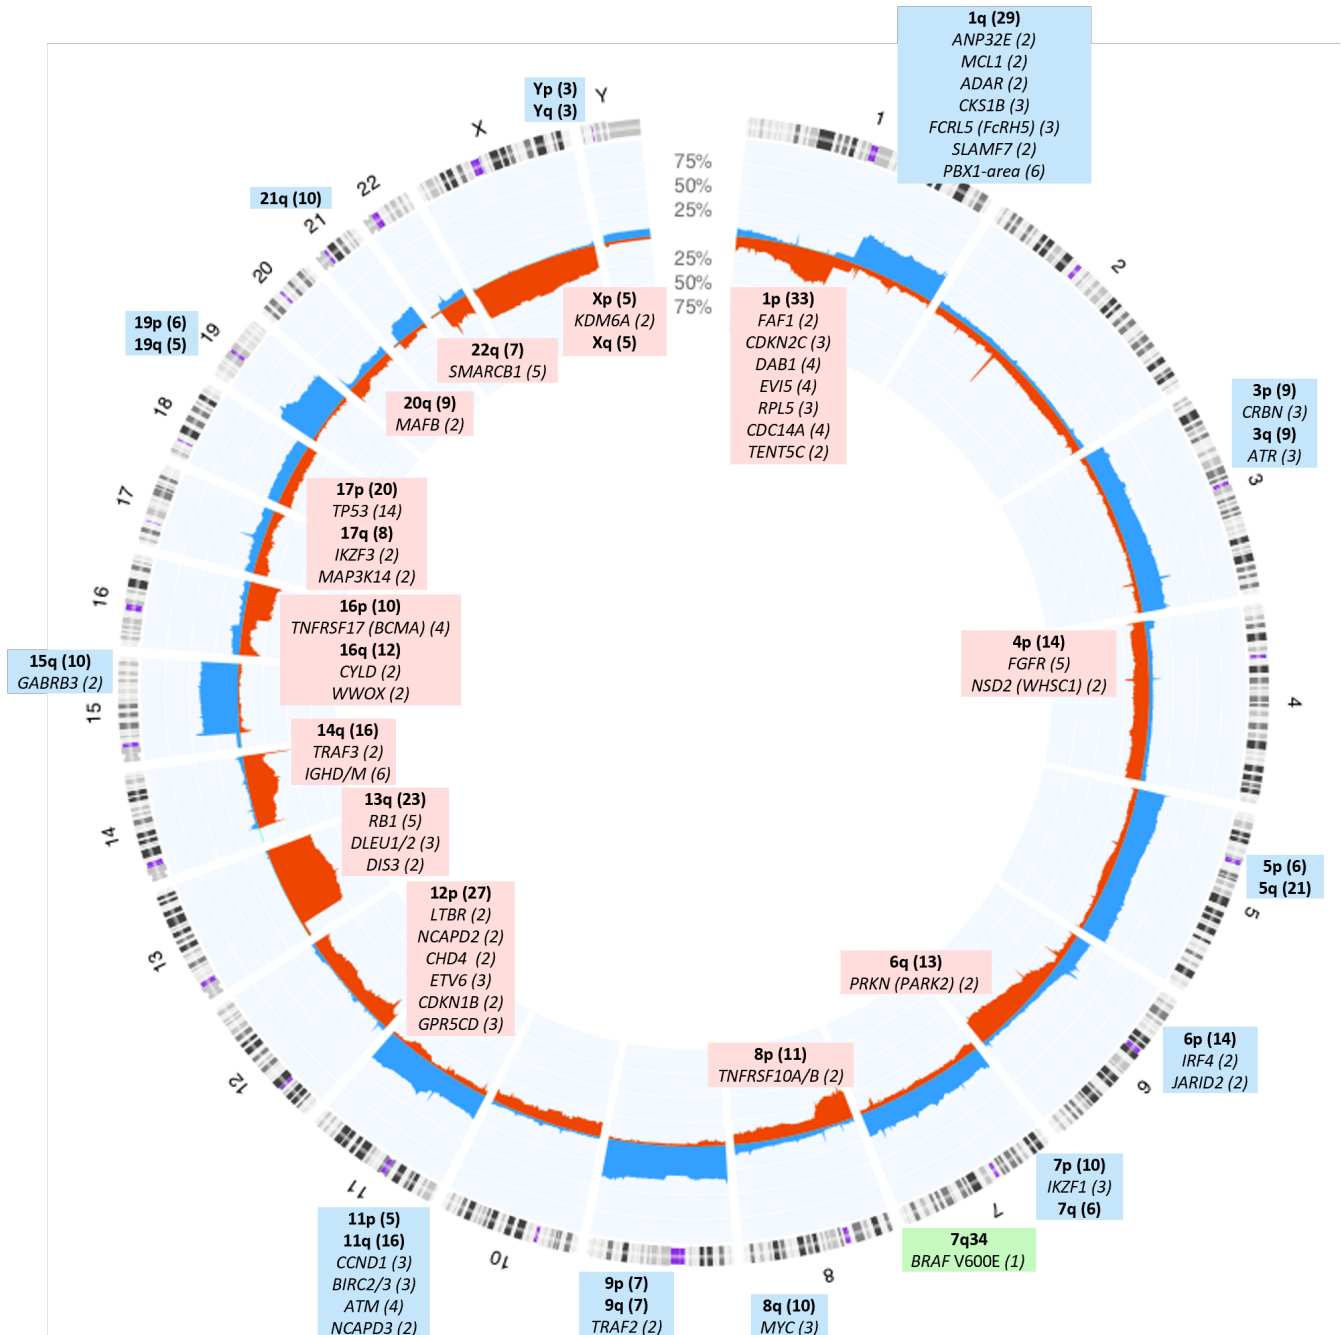 1q (29)
ANP32E (2)
MCL1 (2)
ADAR (2)
CKS1B (3)
FCRL5 (FcRH5) (3)
SLAMF7 (2)
PBX1-area (6)
Yp (3)
Yq (3)
Y
X
1
75%
50%
25%
25%
50%
75%
22
21q (10)
21
20
19p (6)
19q (5)
19
2
Xp (5)
KDM6A (2)
Xq (5)
1p (33)
FAF1 (2)
CDKN2C (3)
DAB1 (4)
EVI5 (4)
RPL5 (3)
CDC14A (4)
TENT5C (2)
22q (7)
SMARCB1 (5)
20q (9)
MAFB (2)
18
3p (9)
CRBN (3)
3q (9)
ATR (3)
3
17
17p (20)
TP53 (14)
17q (8)
IKZF3 (2)
MAP3K14 (2)
16
16p (10)
TNFRSF17 (BCMA) (4)
16q (12)
CYLD (2)
WWOX (2)
4p (14)
FGFR (5)
NSD2 (WHSC1) (2)
4
15q (10)
GABRB3 (2)
15
14q (16)
TRAF3 (2)
IGHD/M (6)
14
13q (23)
RB1 (5)
DLEU1/2 (3)
DIS3 (2)
5p (6)
5q (21)
5
12p (27)
LTBR (2)
NCAPD2 (2)
CHD4 (2)
ETV6 (3)
CDKN1B (2)
GPR5CD (3)
13
6q (13)
PRKN (PARK2) (2)
12
8p (11)
TNFRSF10A/B (2)
6p (14)
IRF4 (2)
JARID2 (2)
6
7p (10)
IKZF1 (3)
7q (6)
7
7q34
BRAF V600E (1)
11
11p (5)
11q (16)
CCND1 (3)
BIRC2/3 (3)
ATM (4)
NCAPD3 (2)
10
9p (7)
9q (7)
TRAF2 (2)
8
8q (10)
MYC (3)